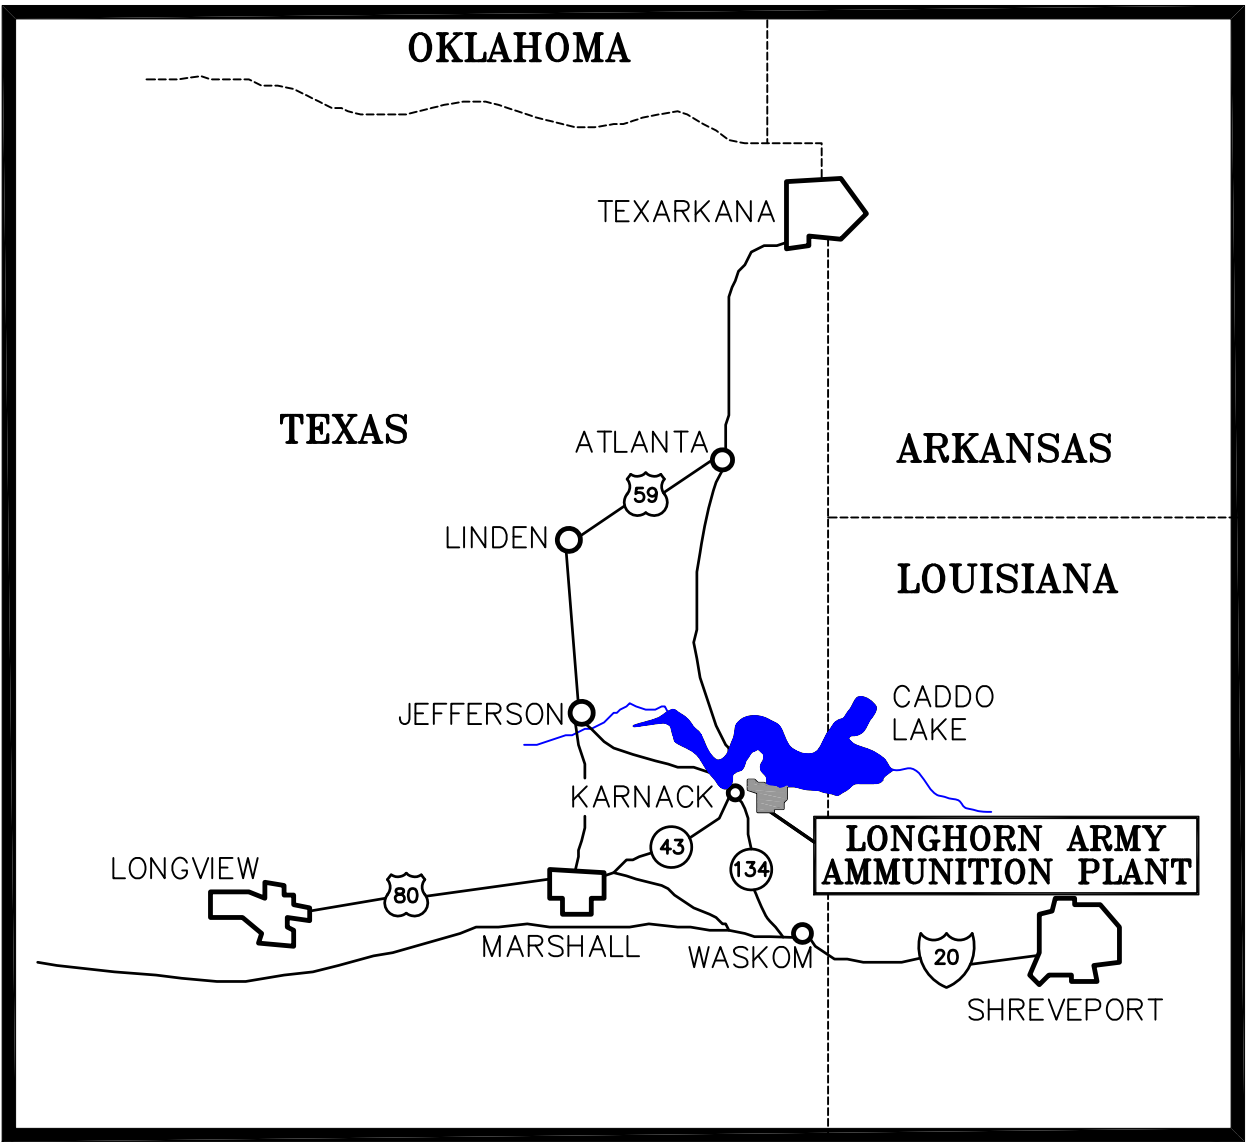 OKLAHOMA
TEXARKANA
TEXAS
ATLANTA
ARKANSAS
59
LINDEN
LOUISIANA
JEFFERSON
CADDO
LAKE
KARNACK
LONGHORN ARMY
AMMUNITION PLANT
43
134
LONGVIEW
80
MARSHALL
WASKOM
20
SHREVEPORT